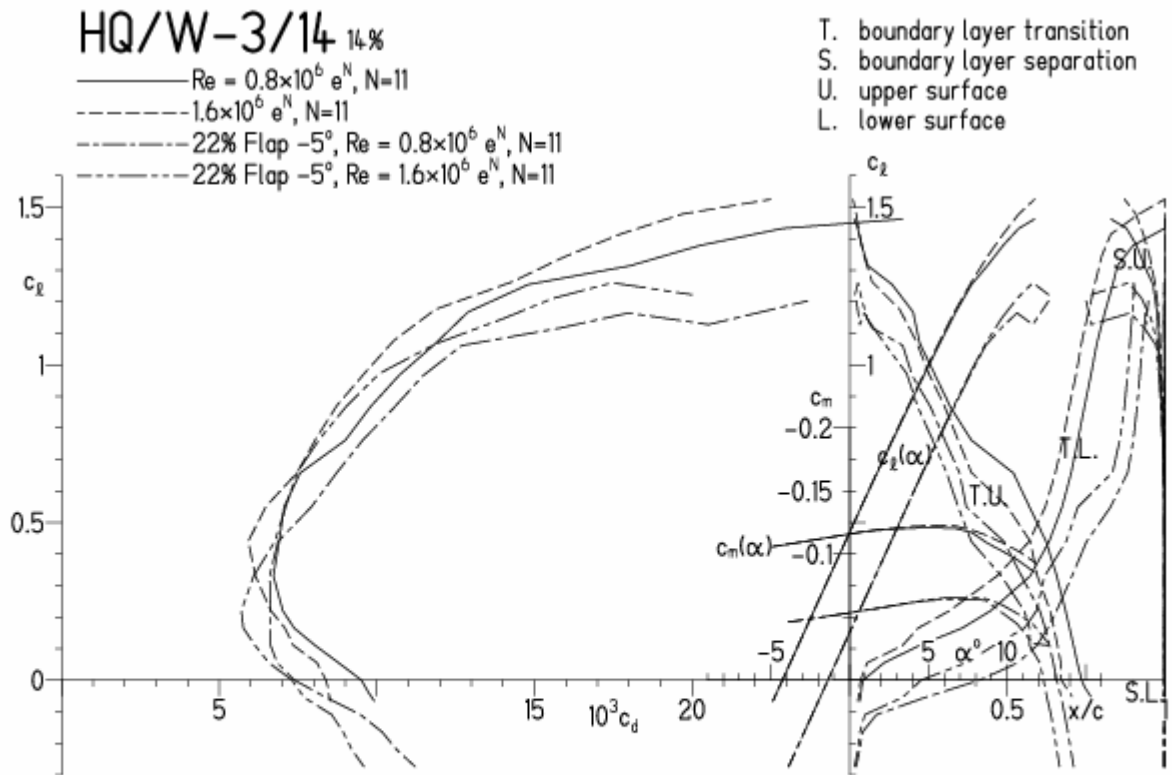 HQ/W-3/14 14%
Re = 0.8×10⁶ eᴺ, N=11
1.6×10⁶ eᴺ, N=11
22% Flap -5°, Re = 0.8×10⁶ eᴺ, N=11
22% Flap -5°, Re = 1.6×10⁶ eᴺ, N=11
T. boundary layer transition
S. boundary layer separation
U. upper surface
L. lower surface
cℓ
1.5 1.5
S.U.
cℓ
1 1
cm
-0.2
T.L.
cℓ(α)
-0.15
T.U.
0.5
cm(α) -0.1
-5 5 α° 10
0
S.L.
5 15 10³cd 20 0.5 x/c